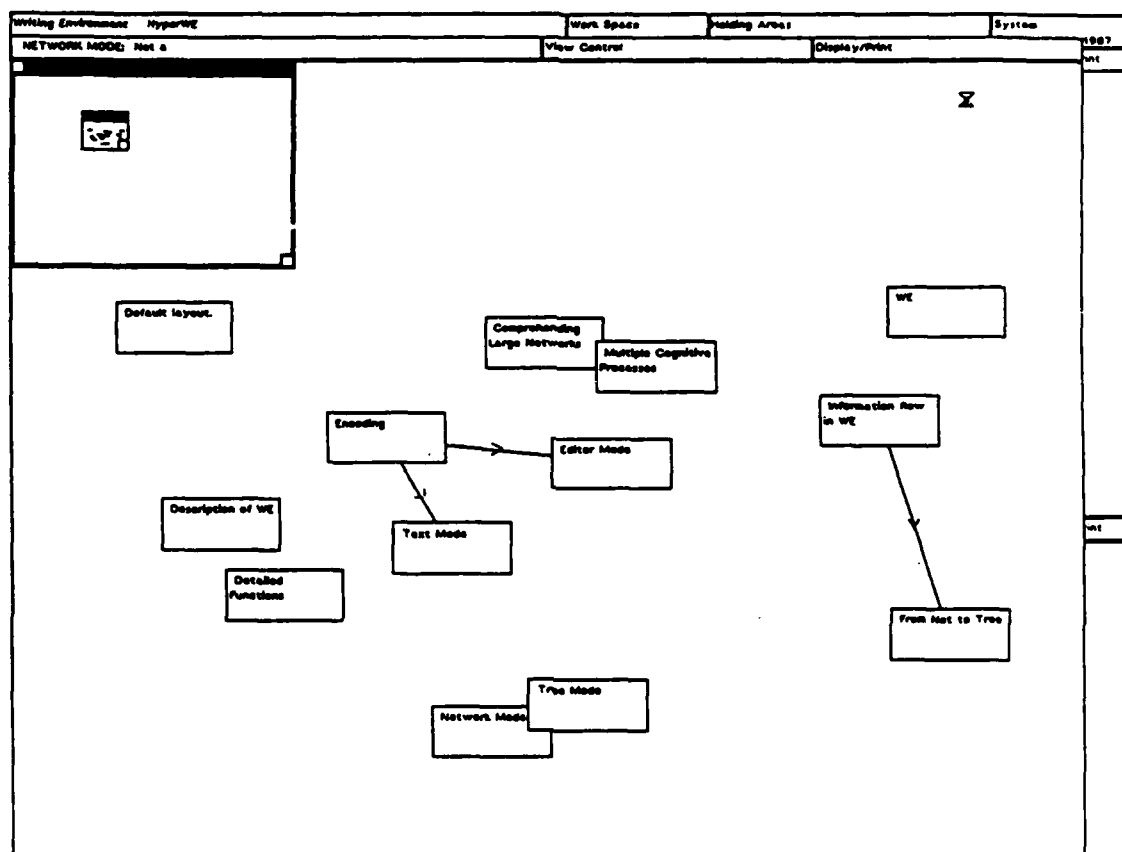 Writing Environment HyperWE
Work Space
Holding Areas
System
1987
NETWORK MODE: Net a
View Control
Display/Print
Default layout.
Comprehending
Large Networks
Multiple Cognitive
Processes
WE
Information flow
in WE
Encoding
Editor Mode
Description of WE
Text Mode
Detailed
Functions
From Net to Tree
Tree Mode
Network Mode